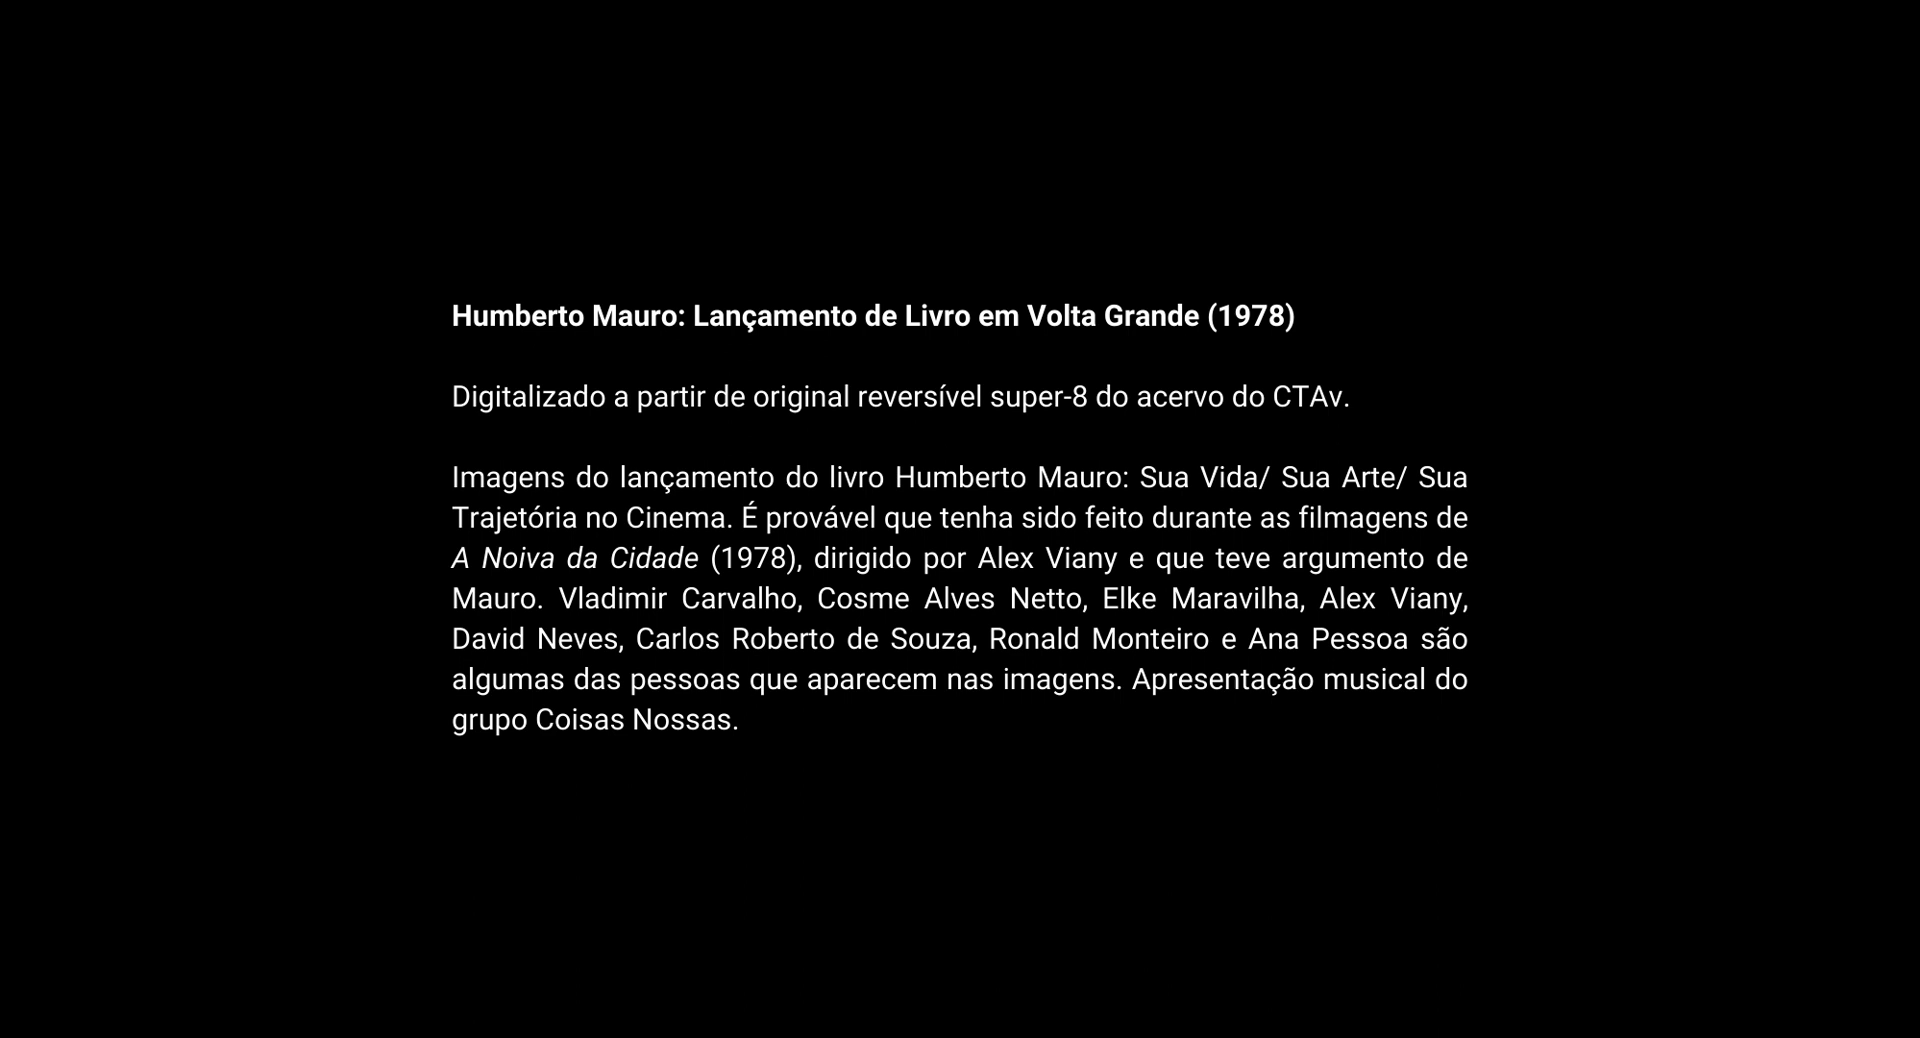 Humberto Mauro: Lançamento de Livro em Volta Grande (1978)
Digitalizado a partir de original reversível super-8 do acervo do CTAv.
Imagens do lançamento do livro Humberto Mauro: Sua Vida/ Sua Arte/ Sua
Trajetória no Cinema. É provável que tenha sido feito durante as filmagens de
A Noiva da Cidade (1978), dirigido por Alex Viany e que teve argumento de
Mauro. Vladimir Carvalho, Cosme Alves Netto, Elke Maravilha, Alex Viany,
David Neves, Carlos Roberto de Souza, Ronald Monteiro e Ana Pessoa são
algumas das pessoas que aparecem nas imagens. Apresentação musical do
grupo Coisas Nossas.